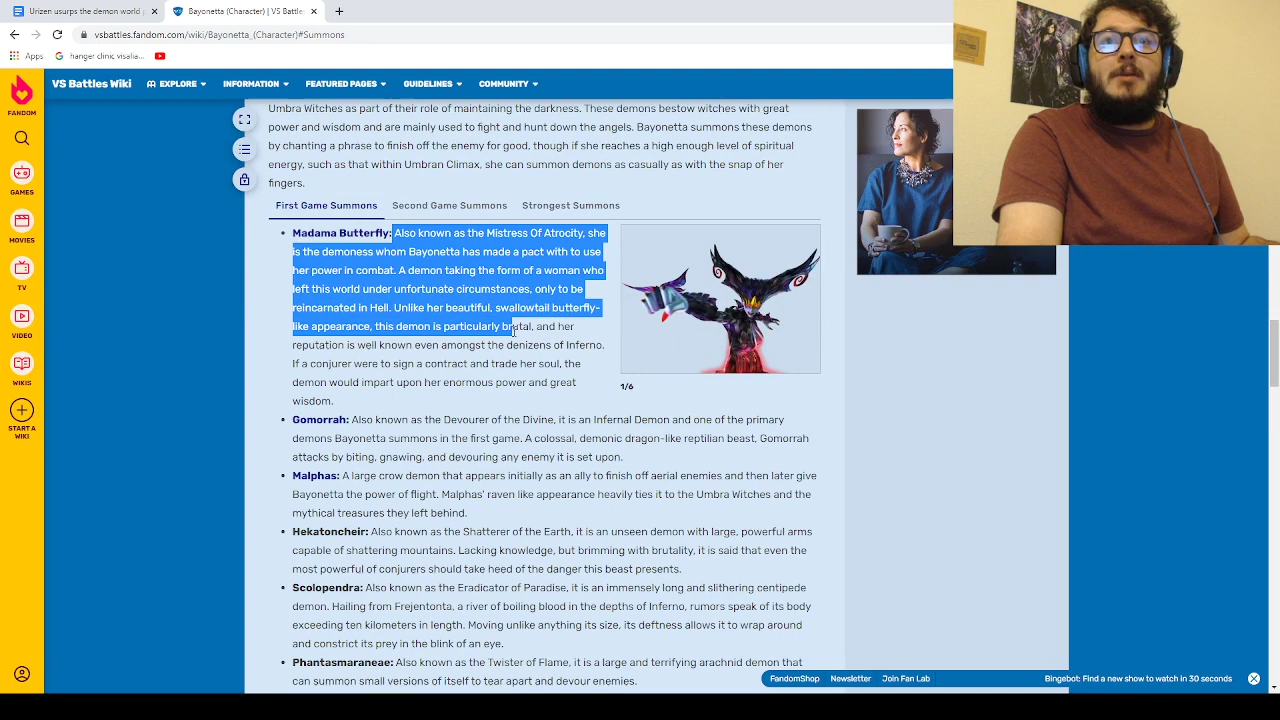 Urizen usurps the demon world
Bayonetta (Character) | VS Battle
vsbattles.fandom.com/wiki/Bayonetta_(Character)#Summons
Apps
hanger clinic visalia...
FANDOM
GAMES
MOVIES
TV
VIDEO
WIKIS
START A
WIKI
VS Battles Wiki
EXPLORE
INFORMATION
FEATURED PAGES
GUIDELINES
COMMUNITY
Umbra Witches as part of their role of maintaining the darkness. These demons bestow witches with great
power and wisdom and are mainly used to fight and hunt down the angels. Bayonetta summons these demons
by chanting a phrase to finish off the enemy for good, though if she reaches a high enough level of spiritual
energy, such as that within Umbran Climax, she can summon demons as casually as with the snap of her
fingers.
First Game Summons
Second Game Summons
Strongest Summons
Madama Butterfly: Also known as the Mistress Of Atrocity, she
is the demoness whom Bayonetta has made a pact with to use
her power in combat. A demon taking the form of a woman who
left this world under unfortunate circumstances, only to be
reincarnated in Hell. Unlike her beautiful, swallowtail butterfly-
like appearance, this demon is particularly brutal, and her
reputation is well known even amongst the denizens of Inferno.
If a conjurer were to sign a contract and trade her soul, the
demon would impart upon her enormous power and great
wisdom.
1/6
Gomorrah: Also known as the Devourer of the Divine, it is an Infernal Demon and one of the primary
demons Bayonetta summons in the first game. A colossal, demonic dragon-like reptilian beast, Gomorrah
attacks by biting, gnawing, and devouring any enemy it is set upon.
Malphas: A large crow demon that appears initially as an ally to finish off aerial enemies and then later give
Bayonetta the power of flight. Malphas' raven like appearance heavily ties it to the Umbra Witches and the
mythical treasures they left behind.
Hekatoncheir: Also known as the Shatterer of the Earth, it is an unseen demon with large, powerful arms
capable of shattering mountains. Lacking knowledge, but brimming with brutality, it is said that even the
most powerful of conjurers should take heed of the danger this beast presents.
Scolopendra: Also known as the Eradicator of Paradise, it is an immensely long and slithering centipede
demon. Hailing from Frejentonta, a river of boiling blood in the depths of Inferno, rumors speak of its body
exceeding ten kilometers in length. Moving unlike anything its size, its deftness allows it to wrap around
and constrict its prey in the blink of an eye.
Phantasmaraneae: Also known as the Twister of Flame, it is a large and terrifying arachnid demon that
can summon small versions of itself to tear apart and devour enemies.
FandomShop
Newsletter
Join Fan Lab
Bingebot: Find a new show to watch in 30 seconds